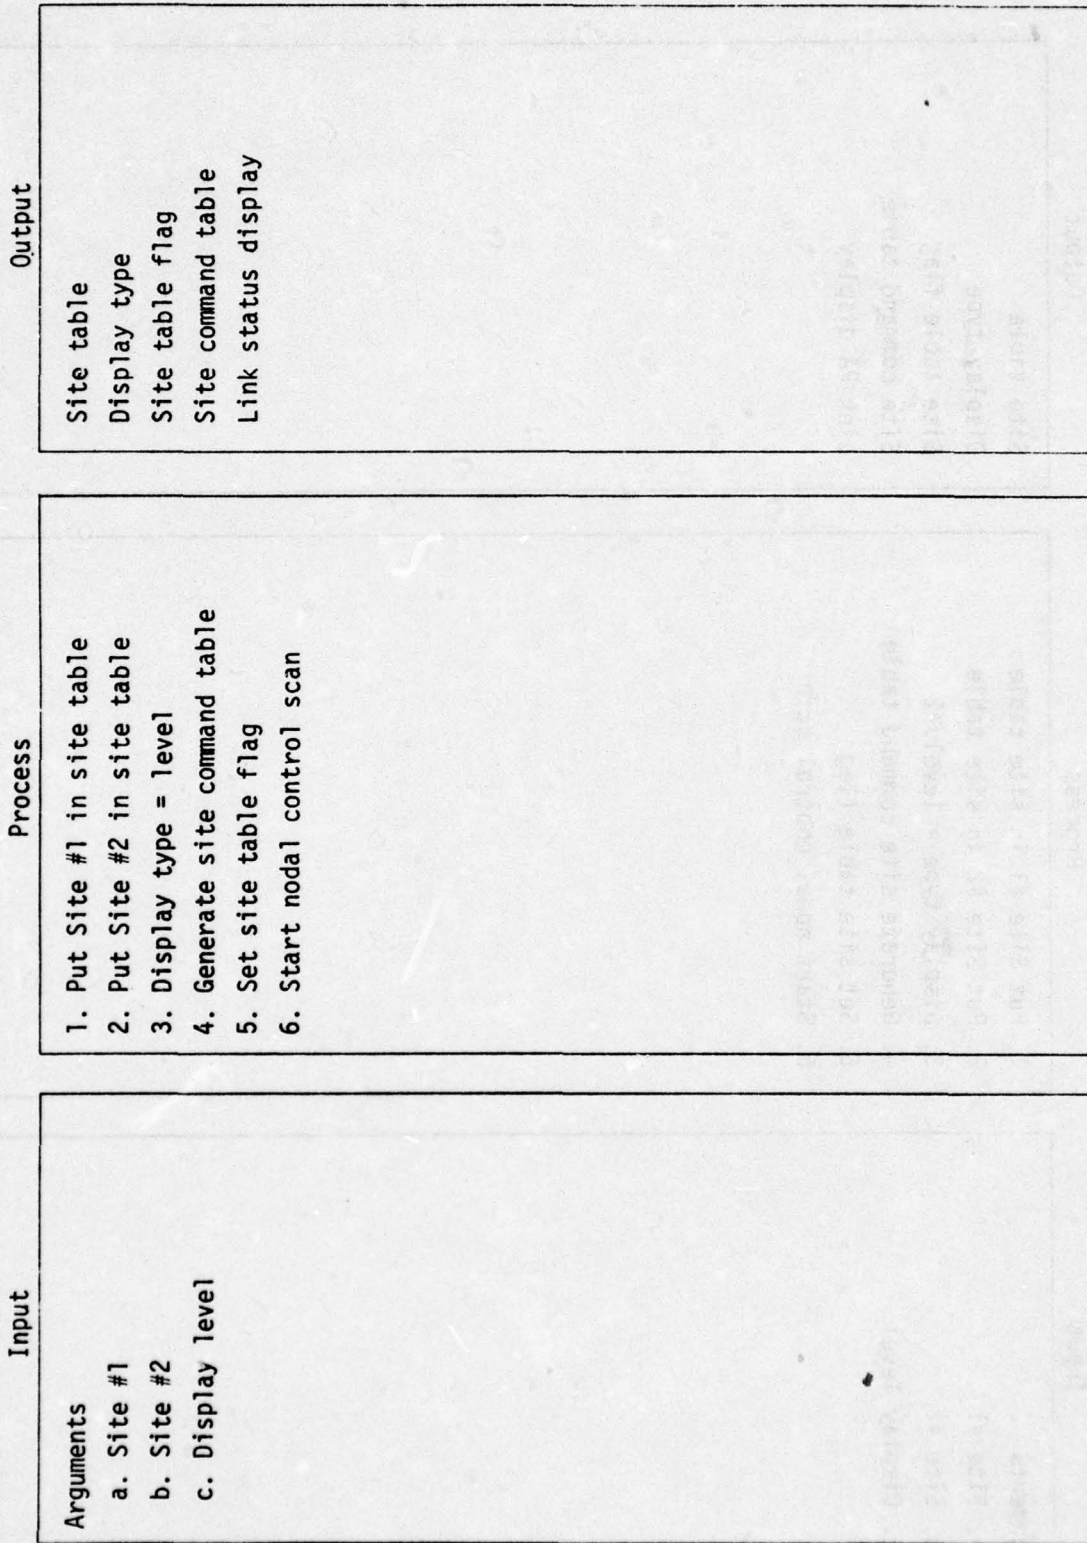 Input
Arguments
a. Site #1
b. Site #2
c. Display level
Process
1. Put Site #1 in site table
2. Put Site #2 in site table
3. Display type = level
4. Generate site command table
5. Set site table flag
6. Start nodal control scan
Output
Site table
Display type
Site table flag
Site command table
Link status display